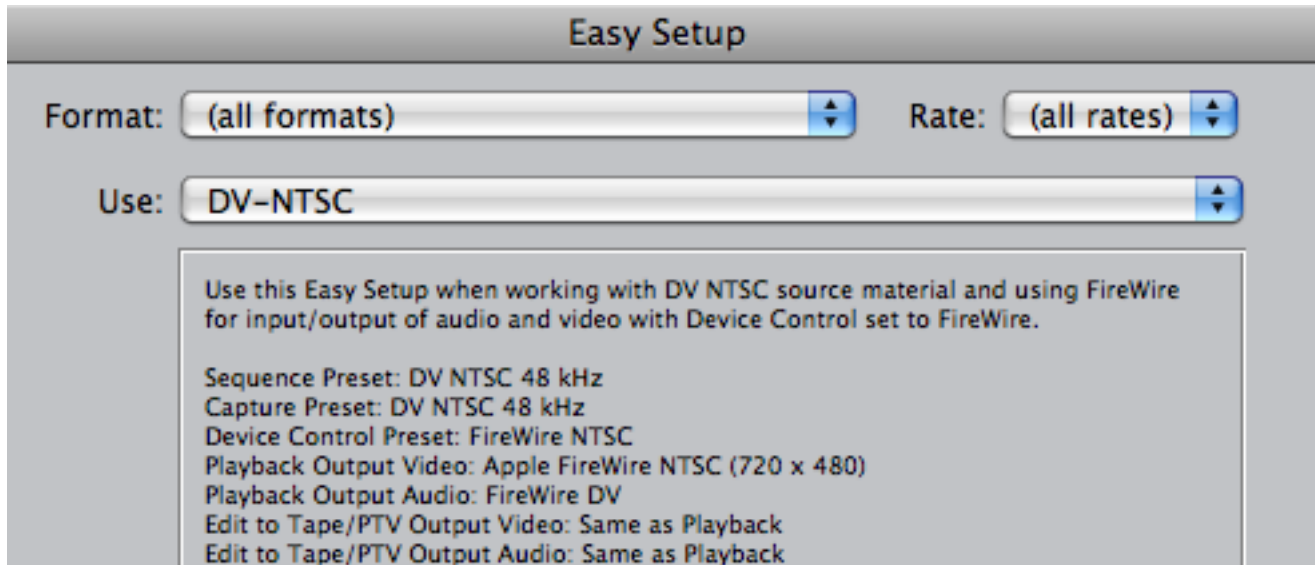 Easy Setup
Format: (all formats) Rate: (all rates)
Use: DV-NTSC
Use this Easy Setup when working with DV NTSC source material and using FireWire
for input/output of audio and video with Device Control set to FireWire.
Sequence Preset: DV NTSC 48 kHz
Capture Preset: DV NTSC 48 kHz
Device Control Preset: FireWire NTSC
Playback Output Video: Apple FireWire NTSC (720 x 480)
Playback Output Audio: FireWire DV
Edit to Tape/PTV Output Video: Same as Playback
Edit to Tape/PTV Output Audio: Same as Playback